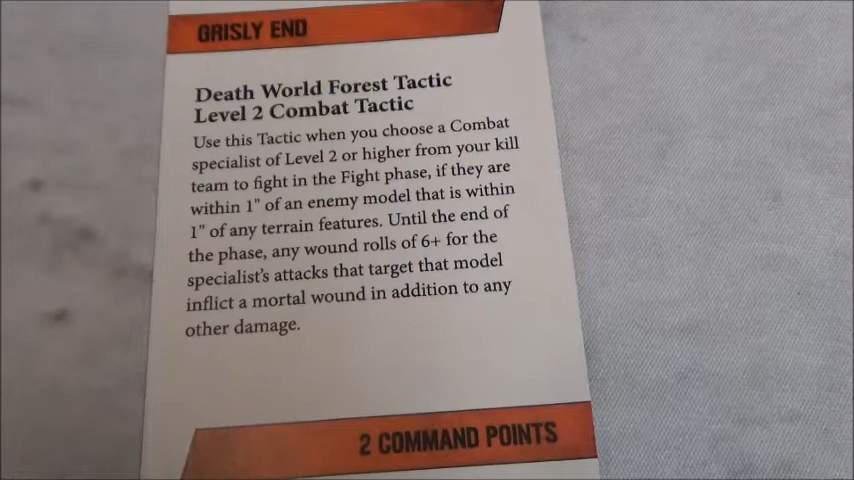 GRISLY END
Death World Forest Tactic
Level 2 Combat Tactic
Use this Tactic when you choose a Combat
specialist of Level 2 or higher from your kill
team to fight in the Fight phase, if they are
within 1" of an enemy model that is within
1" of any terrain features. Until the end of
the phase, any wound rolls of 6+ for the
specialist's attacks that target that model
inflict a mortal wound in addition to any
other damage.
2 COMMAND POINTS